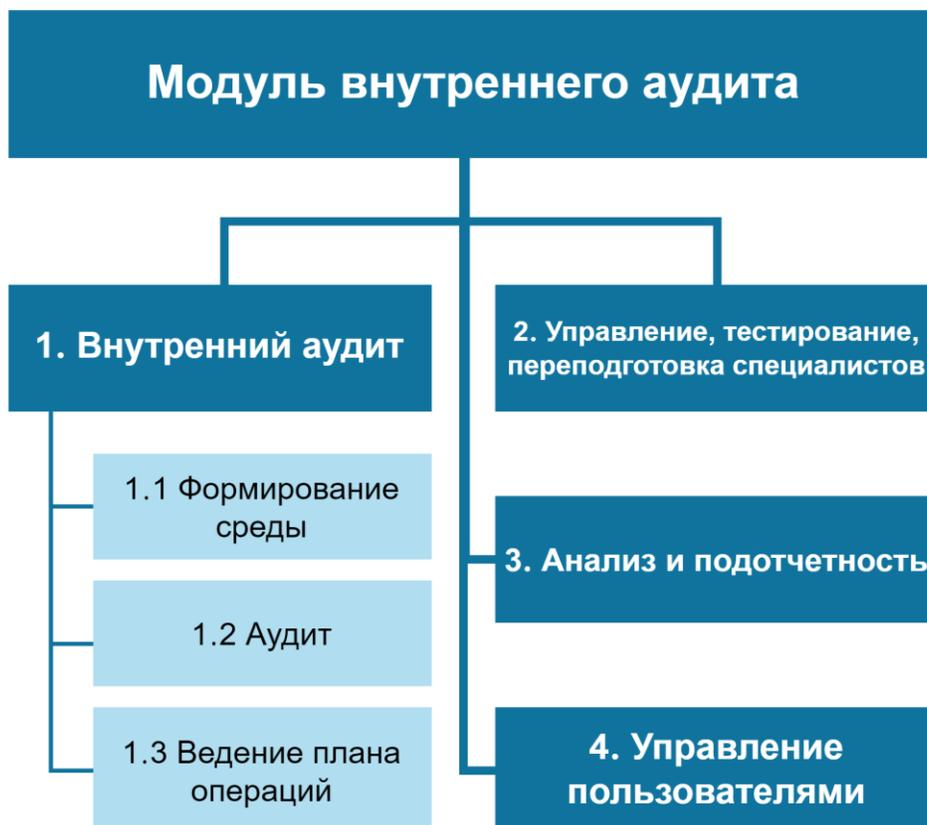 Модуль внутреннего аудита
1. Внутренний аудит
2. Управление, тестирование,
переподготовка специалистов
1.1 Формирование
среды
1.2 Аудит
1.3 Ведение плана
операций
3. Анализ и подотчетность
4. Управление
пользователями